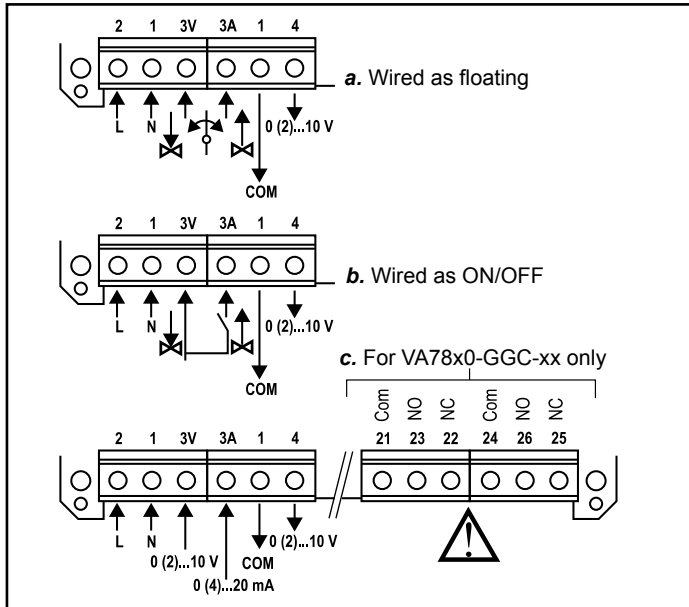 2 1 3V 3A 1 4
a. Wired as floating
L N 0 (2)...10 V
COM
2 1 3V 3A 1 4
b. Wired as ON/OFF
L N 0 (2)...10 V
COM
c. For VA78x0-GGC-xx only
Com NO NC Com NO NC
2 1 3V 3A 1 4 21 23 22 24 26 25
L N 0 (2)...10 V
0 (2)...10 V COM
0 (4)...20 mA